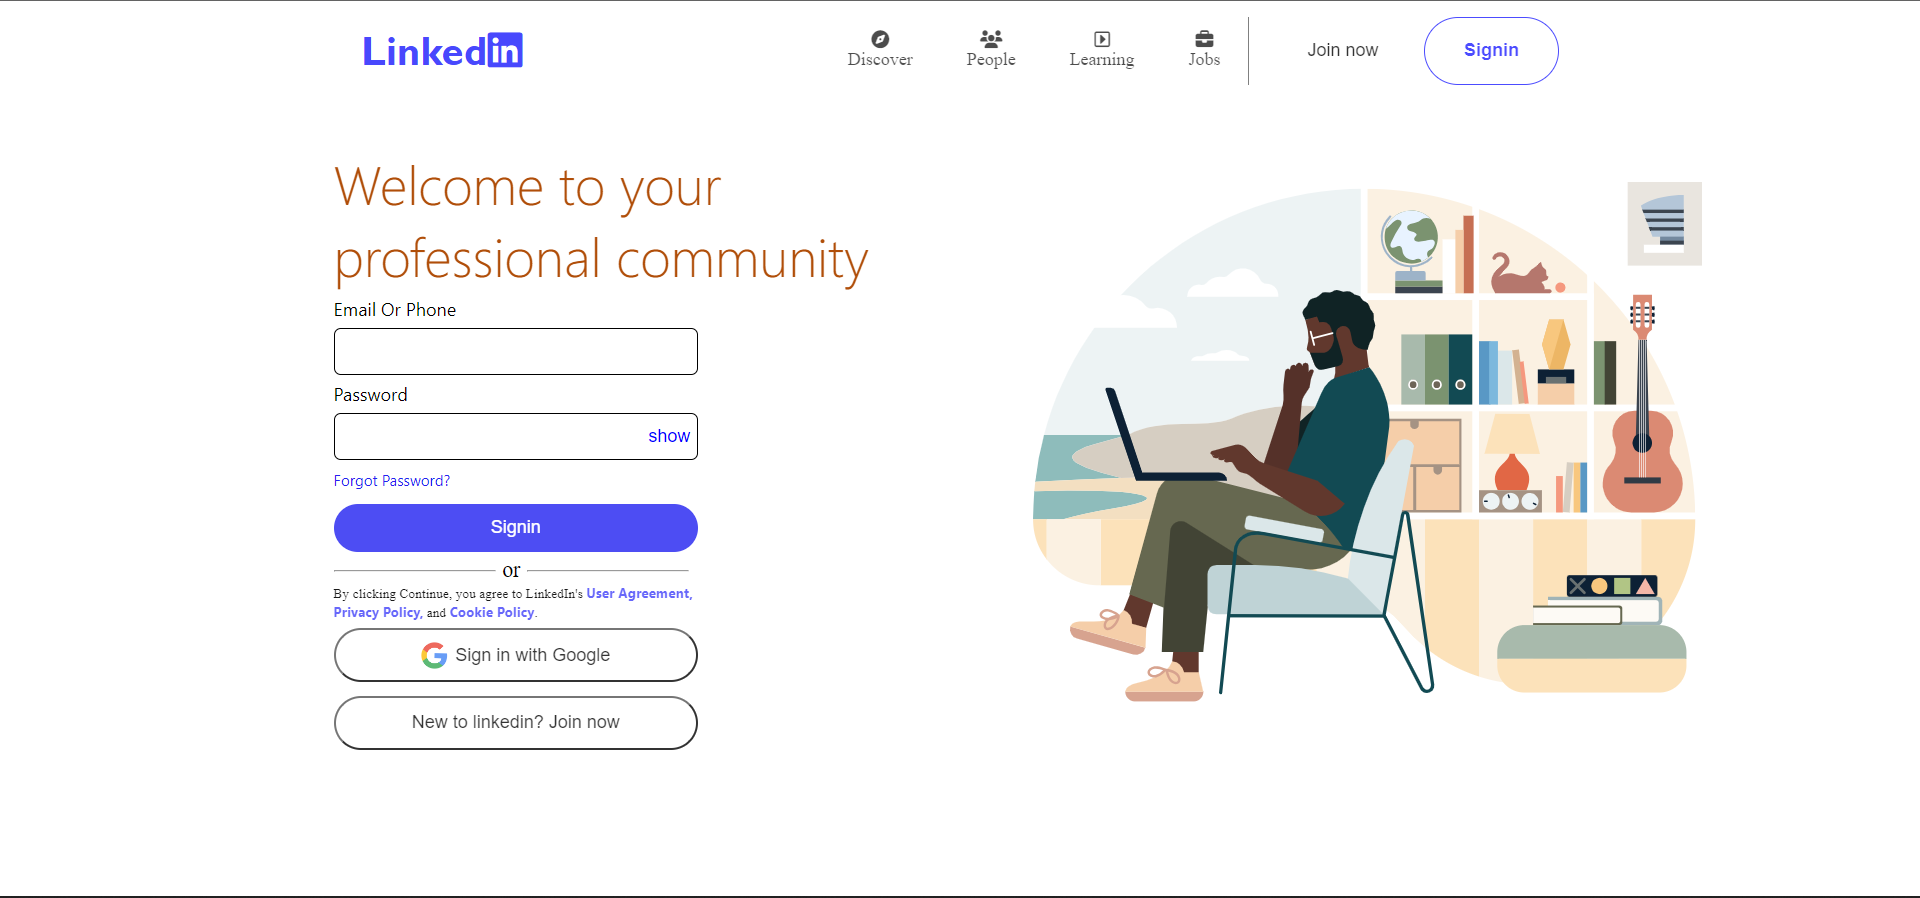 Linkedin
Discover
People
Learning
Jobs
Join now
Signin
Welcome to your
professional community
Email Or Phone
Password
show
Forgot Password?
Signin
or
By clicking Continue, you agree to LinkedIn's User Agreement,
Privacy Policy, and Cookie Policy.
Sign in with Google
New to linkedin? Join now